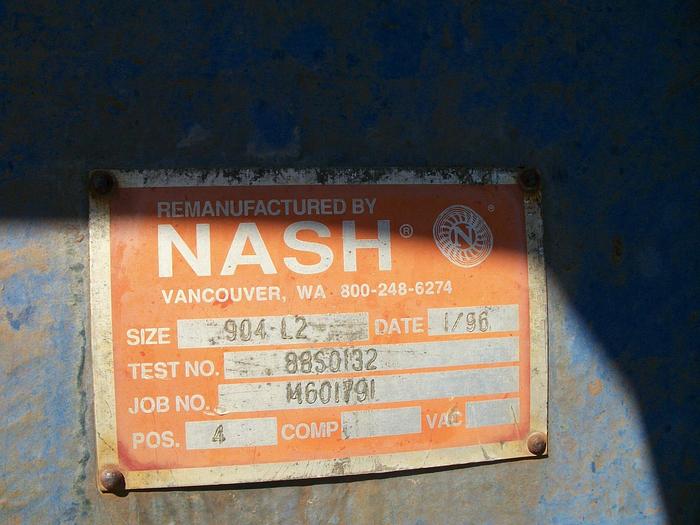 REMANUFACTURED BY
NASH® N ®
VANCOUVER, WA 800-248-6274
SIZE 904 L2 DATE 1/96
TEST NO. 88S0132
JOB NO. M601791
POS. 4 COMP. VAC.